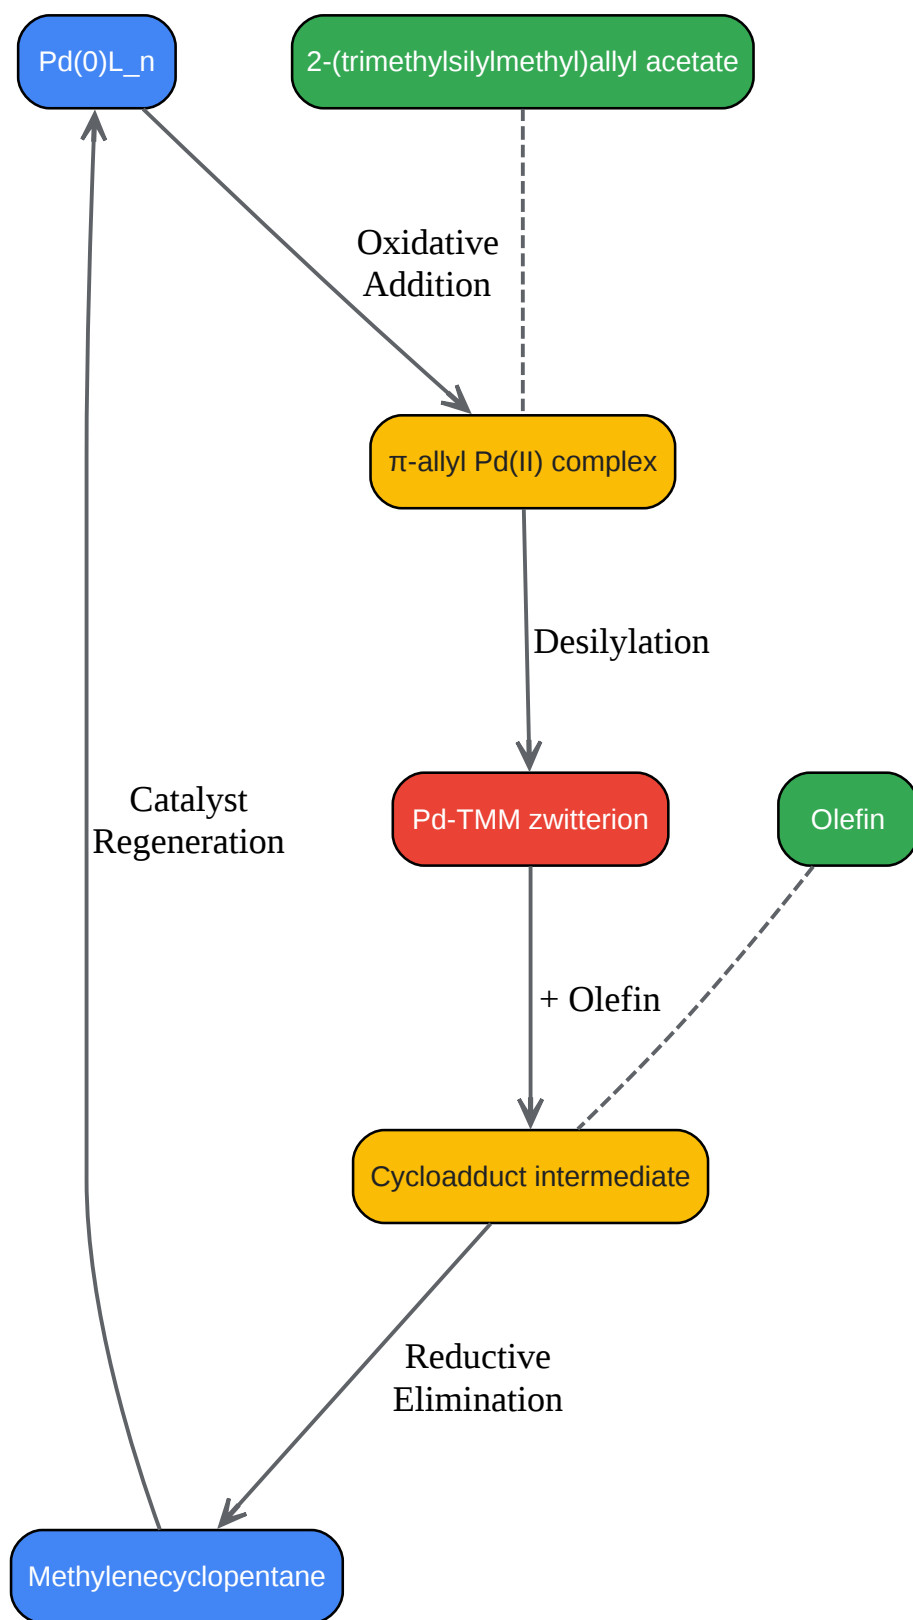 Pd(0)L_n
2-(trimethylsilylmethyl)allyl acetate
Oxidative
Addition
π-allyl Pd(II) complex
Desilylation
Pd-TMM zwitterion
Olefin
Catalyst
Regeneration
+ Olefin
Cycloadduct intermediate
Reductive
Elimination
Methylenecyclopentane